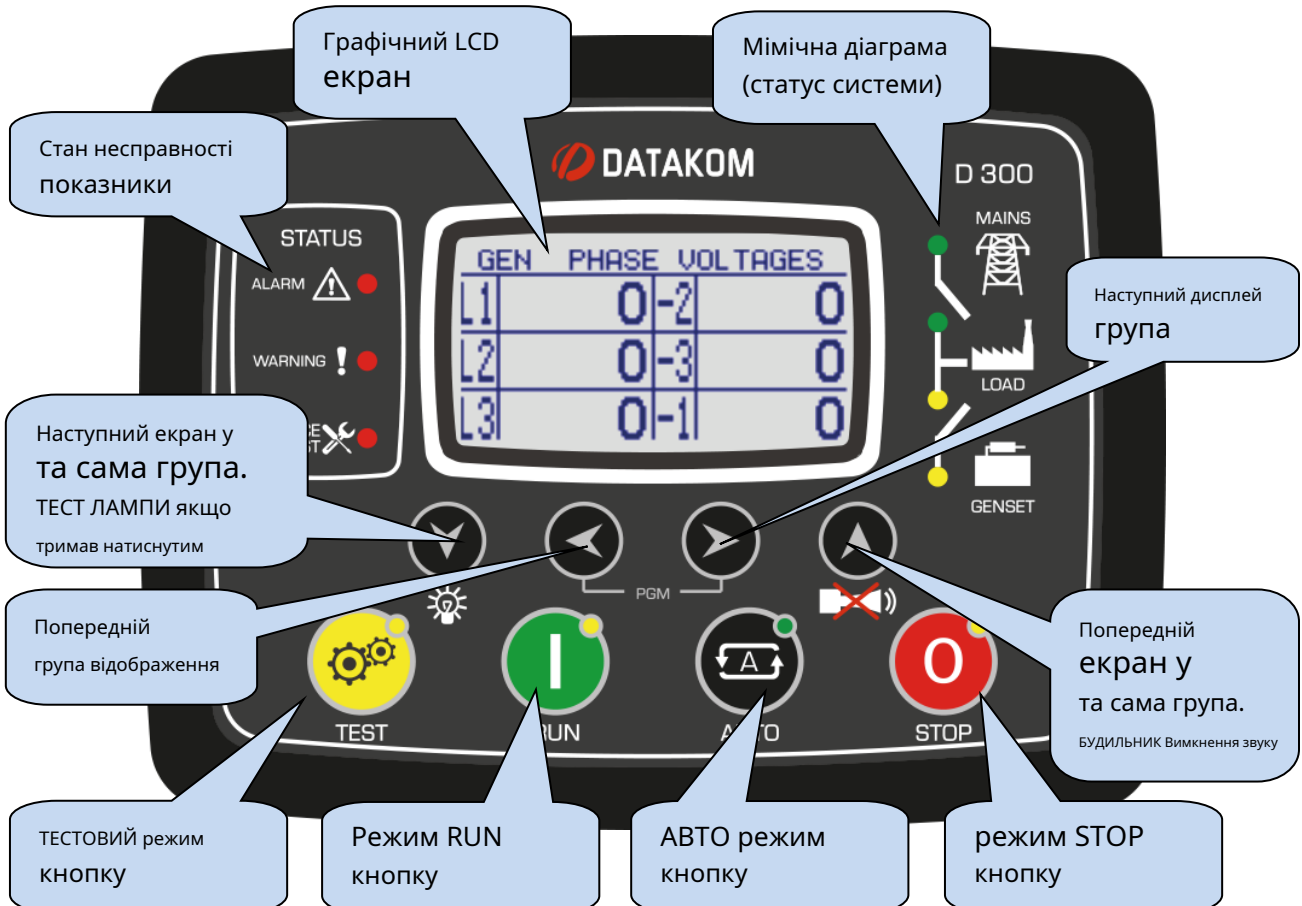 Графічний LCD
екран
Мімічна діаграма
(статус системи)
Стан несправності
показники
DATAKOM
D 300
MAINS
STATUS
ALARM
GEN PHASE VOLTAGES
L1 0 -2 0
Наступний дисплей
група
WARNING
L2 0 -3 0
LOAD
L3 0 -1 0
Наступний екран у
та сама група.
ТЕСТ ЛАМПИ якщо
тримав натиснутим
GENSET
PGM
Попередній
група відображення
Попередній
екран у
та сама група.
БУДИЛЬНИК Вимкнення звуку
A
O
TEST
STOP
ТЕСТОВИЙ режим
кнопку
Режим RUN
кнопку
АВТО режим
кнопку
режим STOP
кнопку